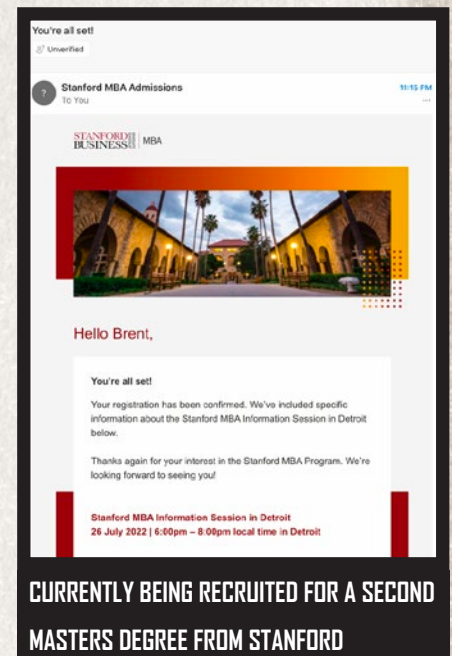 You're all set!
Unverified
?
Stanford MBA Admissions
11:15 PM
To You
STANFORD
BUSINESS MBA
Hello Brent,
You're all set!
Your registration has been confirmed. We've included specific
information about the Stanford MBA Information Session in Detroit
below.
Thanks again for your interest in the Stanford MBA Program. We're
looking forward to seeing you!
Stanford MBA Information Session in Detroit
26 July 2022 | 6:00pm – 8:00pm local time in Detroit
CURRENTLY BEING RECRUITED FOR A SECOND
MASTERS DEGREE FROM STANFORD